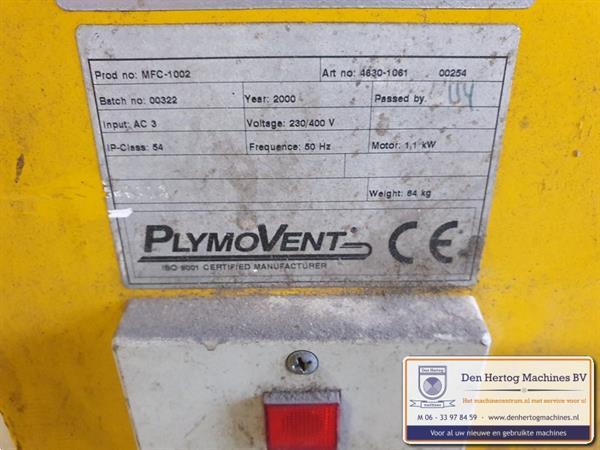 Prod no: MFC-1002 Art no: 4630-1061 00254
Batch no: 00322 Year: 2000 Passed by:
Input: AC 3 Voltage: 230/400 V
IP-Class: 54 Frequence: 50 Hz Motor: 1,1 kW
Weight: 84 kg
PLYMOVENT CE
ISO 9001 CERTIFIED MANUFACTURER
Den Hertog Machines BV
Het machinecentrum.nl met service voor u!
M 06 - 33 97 84 59 - www.denhertogmachines.nl
Voor al uw nieuwe en gebruikte machines